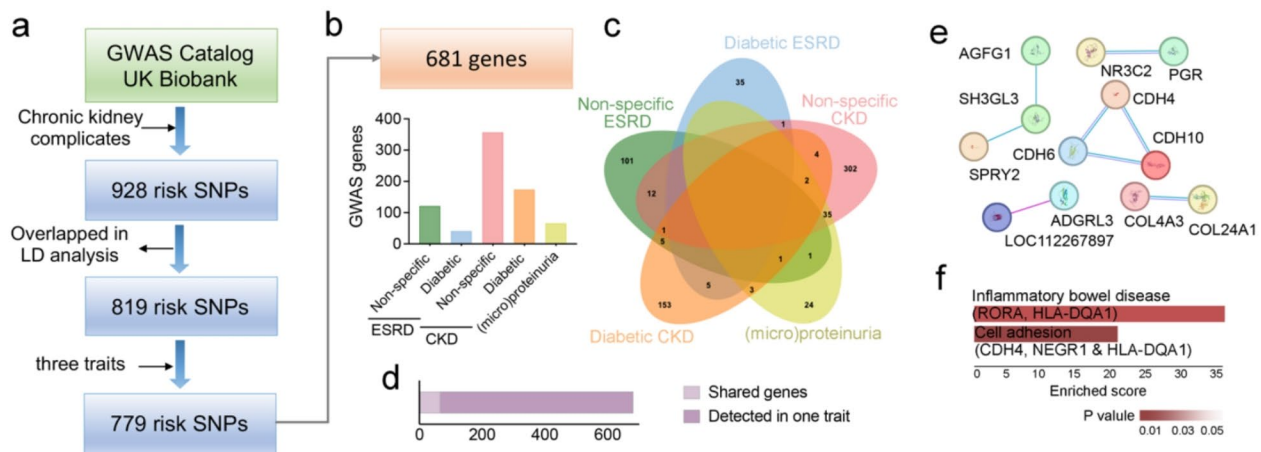 a
GWAS Catalog
UK Biobank
Chronic kidney
complicates
928 risk SNPs
Overlapped in
LD analysis
819 risk SNPs
three traits
779 risk SNPs
b
681 genes
GWAS genes
400
300
200
100
0
Non-specific
Diabetic
Non-specific
Diabetic
(micro)proteinuria
ESRD
CKD
c
Diabetic ESRD
Non-specific
ESRD
Non-specific
CKD
Diabetic CKD
(micro)proteinuria
35
1
4
302
101
2
12
35
1
5
1
1
5
3
153
24
d
0
200
400
600
Shared genes
Detected in one trait
e
AGFG1
NR3C2
PGR
SH3GL3
CDH4
CDH10
CDH6
SPRY2
ADGRL3
COL4A3
LOC112267897
COL24A1
f
Inflammatory bowel disease
(RORA, HLA-DQA1)
Cell adhesion
(CDH4, NEGR1 & HLA-DQA1)
0 5 10 15 20 25 30 35
Enriched score
P valule
0.01 0.03 0.05